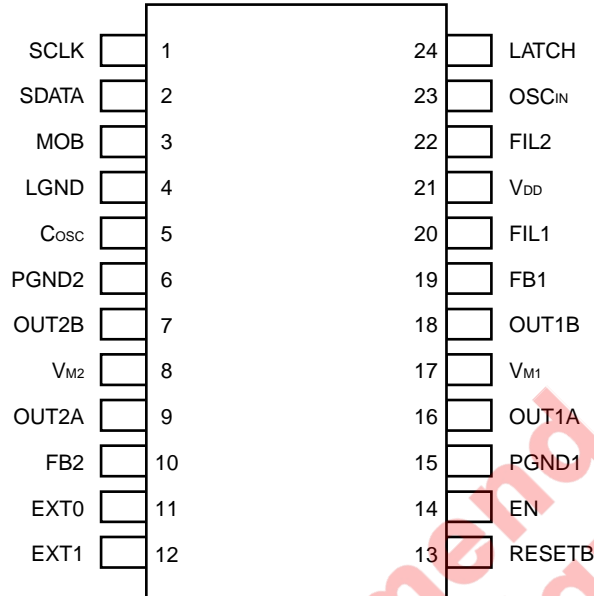 SCLK 1 24 LATCH
SDATA 2 23 OSCIN
MOB 3 22 FIL2
LGND 4 21 VDD
COSC 5 20 FIL1
PGND2 6 19 FB1
OUT2B 7 18 OUT1B
VM2 8 17 VM1
OUT2A 9 16 OUT1A
FB2 10 15 PGND1
EXT0 11 14 EN
EXT1 12 13 RESETB